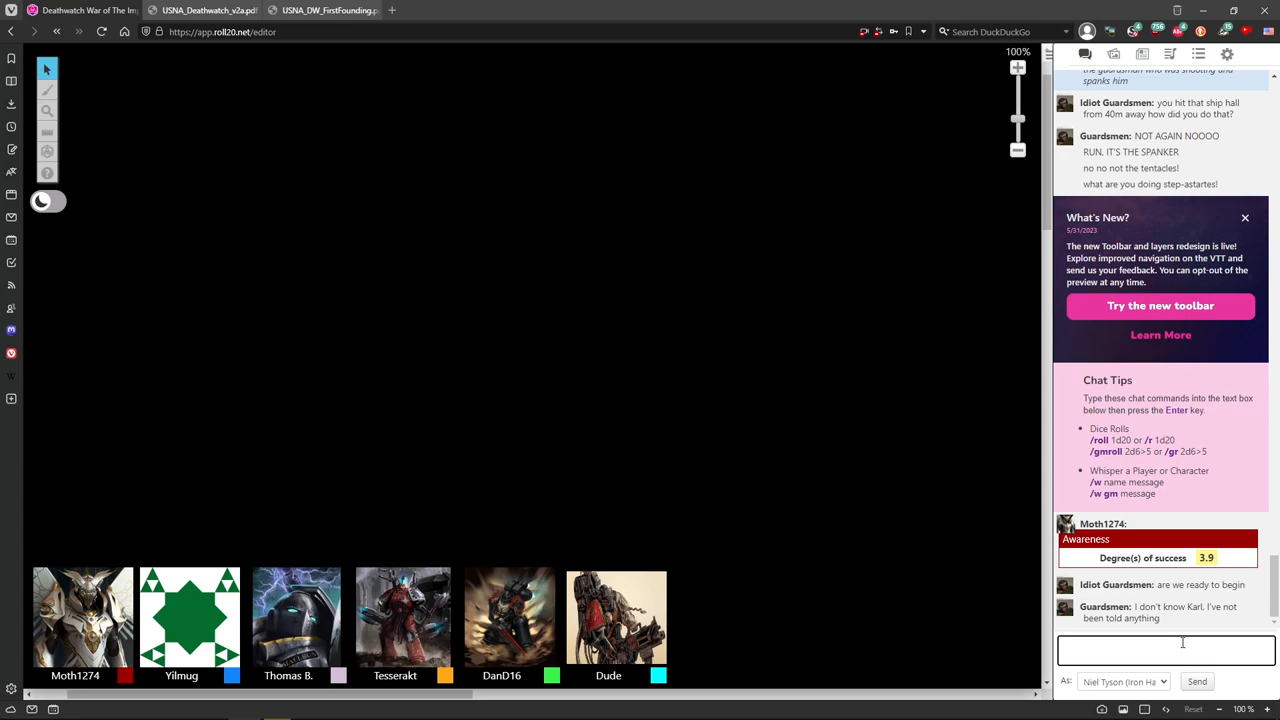 Deathwatch War of The Im
USNA_Deathwatch_v2a.pdf
USNA_DW_FirstFounding.p
https://app.roll20.net/editor
Search DuckDuckGo
100%
the guardsman who was shooting and
spanks him
Idiot Guardsmen: you hit that ship hall
from 40m away how did you do that?
Guardsmen: NOT AGAIN NOOOO
RUN, IT'S THE SPANKER
no no not the tentacles!
what are you doing step-astartes!
What's New?
5/31/2023
The new Toolbar and layers redesign is live!
Explore improved navigation on the VTT and
send us your feedback. You can opt-out of the
preview at any time.
Try the new toolbar
Learn More
Chat Tips
Type these chat commands into the text box
below then press the Enter key.
Dice Rolls
/roll 1d20 or /r 1d20
/gmroll 2d6>5 or /gr 2d6>5
Whisper a Player or Character
/w name message
/w gm message
Moth1274:
Awareness
Degree(s) of success 3.9
Idiot Guardsmen: are we ready to begin
Guardsmen: I don't know Karl, I've not
been told anything
As: Niel Tyson (Iron Ha
Send
Moth1274
Yilmug
Thomas B.
Tesserakt
DanD16
Dude
Reset
100 %